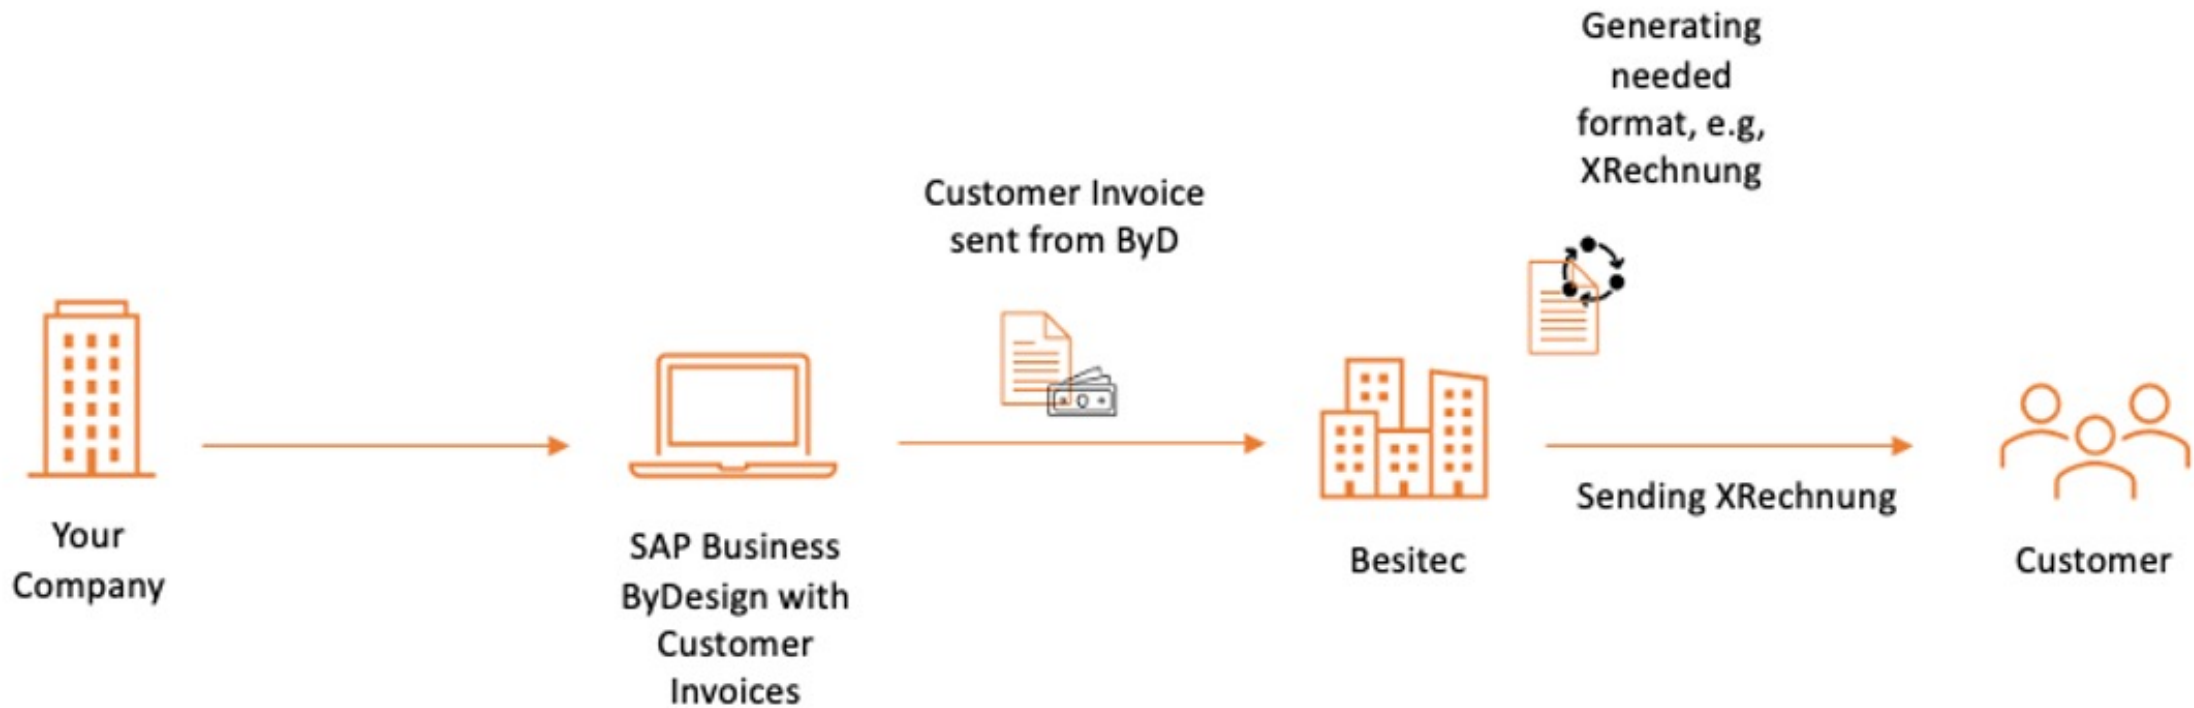 Your
Company
SAP Business
ByDesign with
Customer
Invoices
Customer Invoice
sent from ByD
Generating
needed
format, e.g,
XRechnung
Besitec
Sending XRechnung
Customer